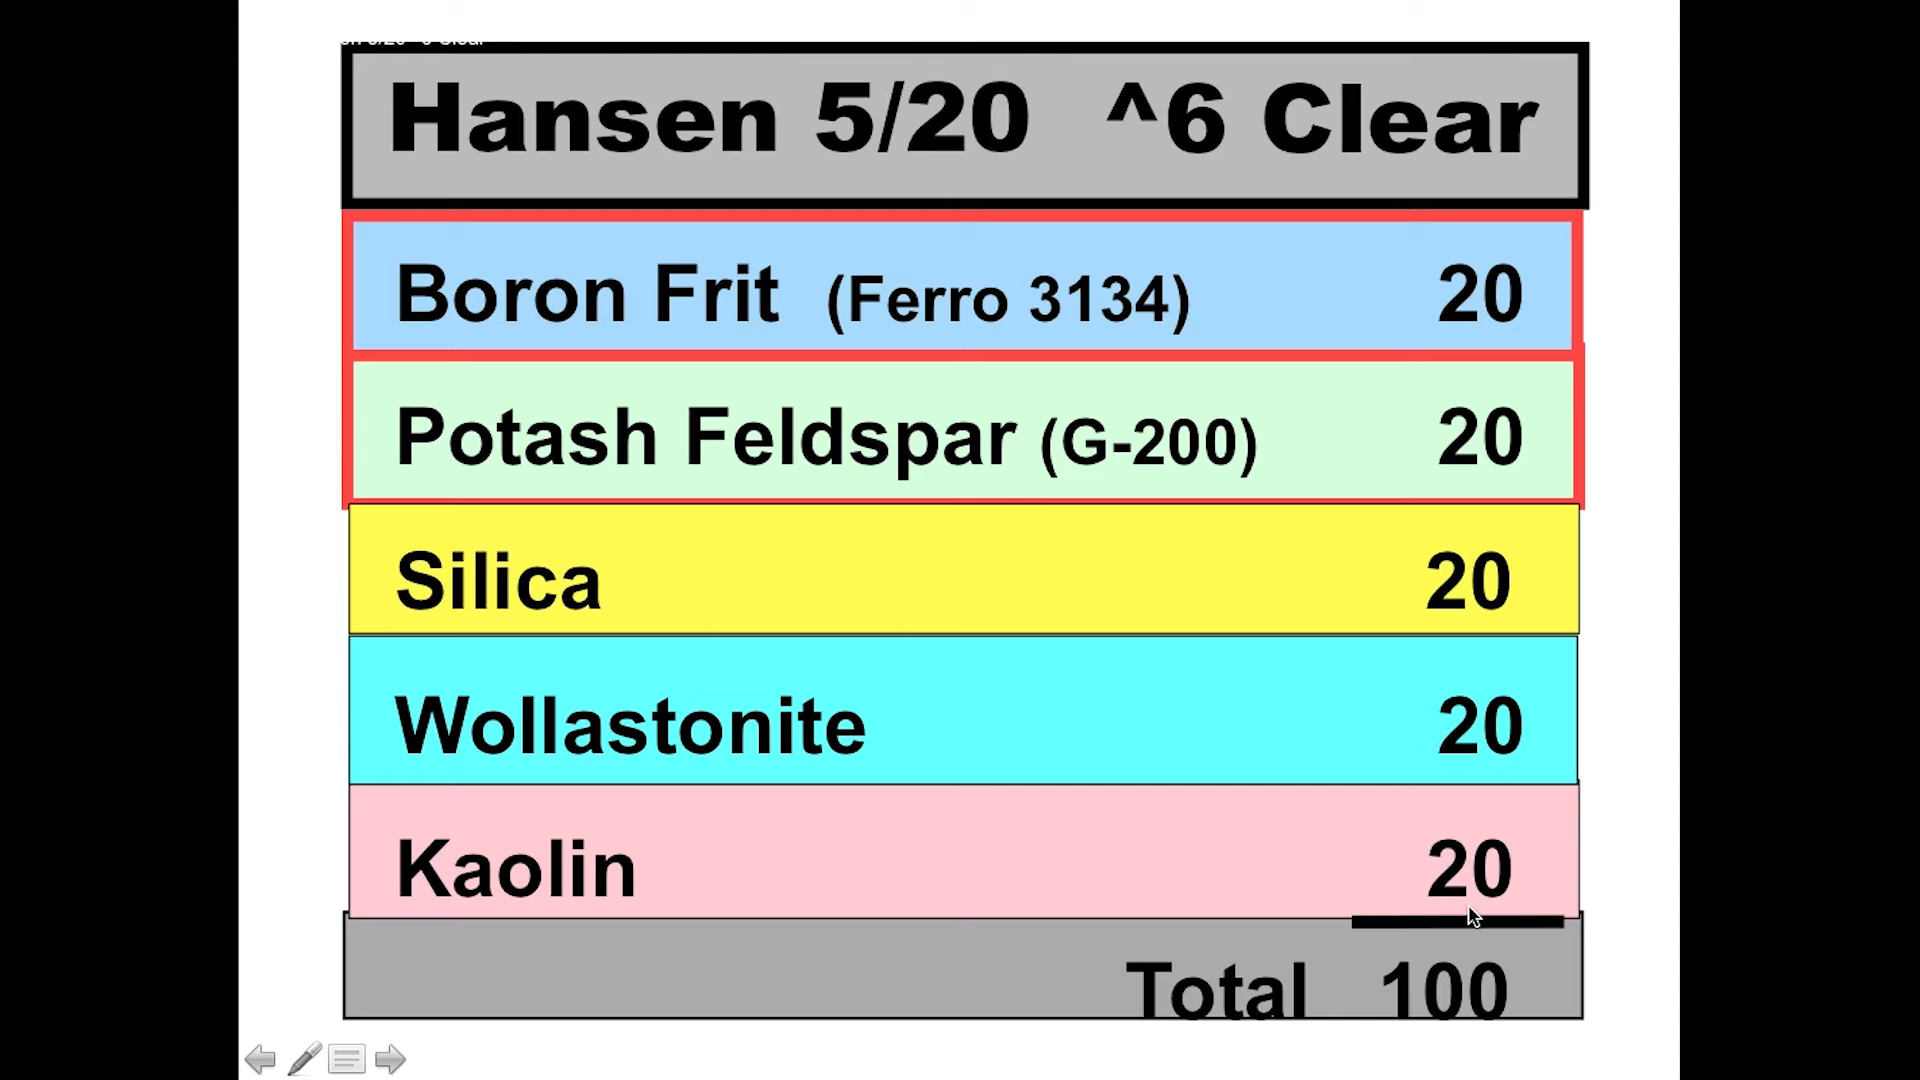 Hansen 5/20 ^6 Clear
Boron Frit (Ferro 3134) 20
Potash Feldspar (G-200) 20
Silica 20
Wollastonite 20
Kaolin 20
Total 100